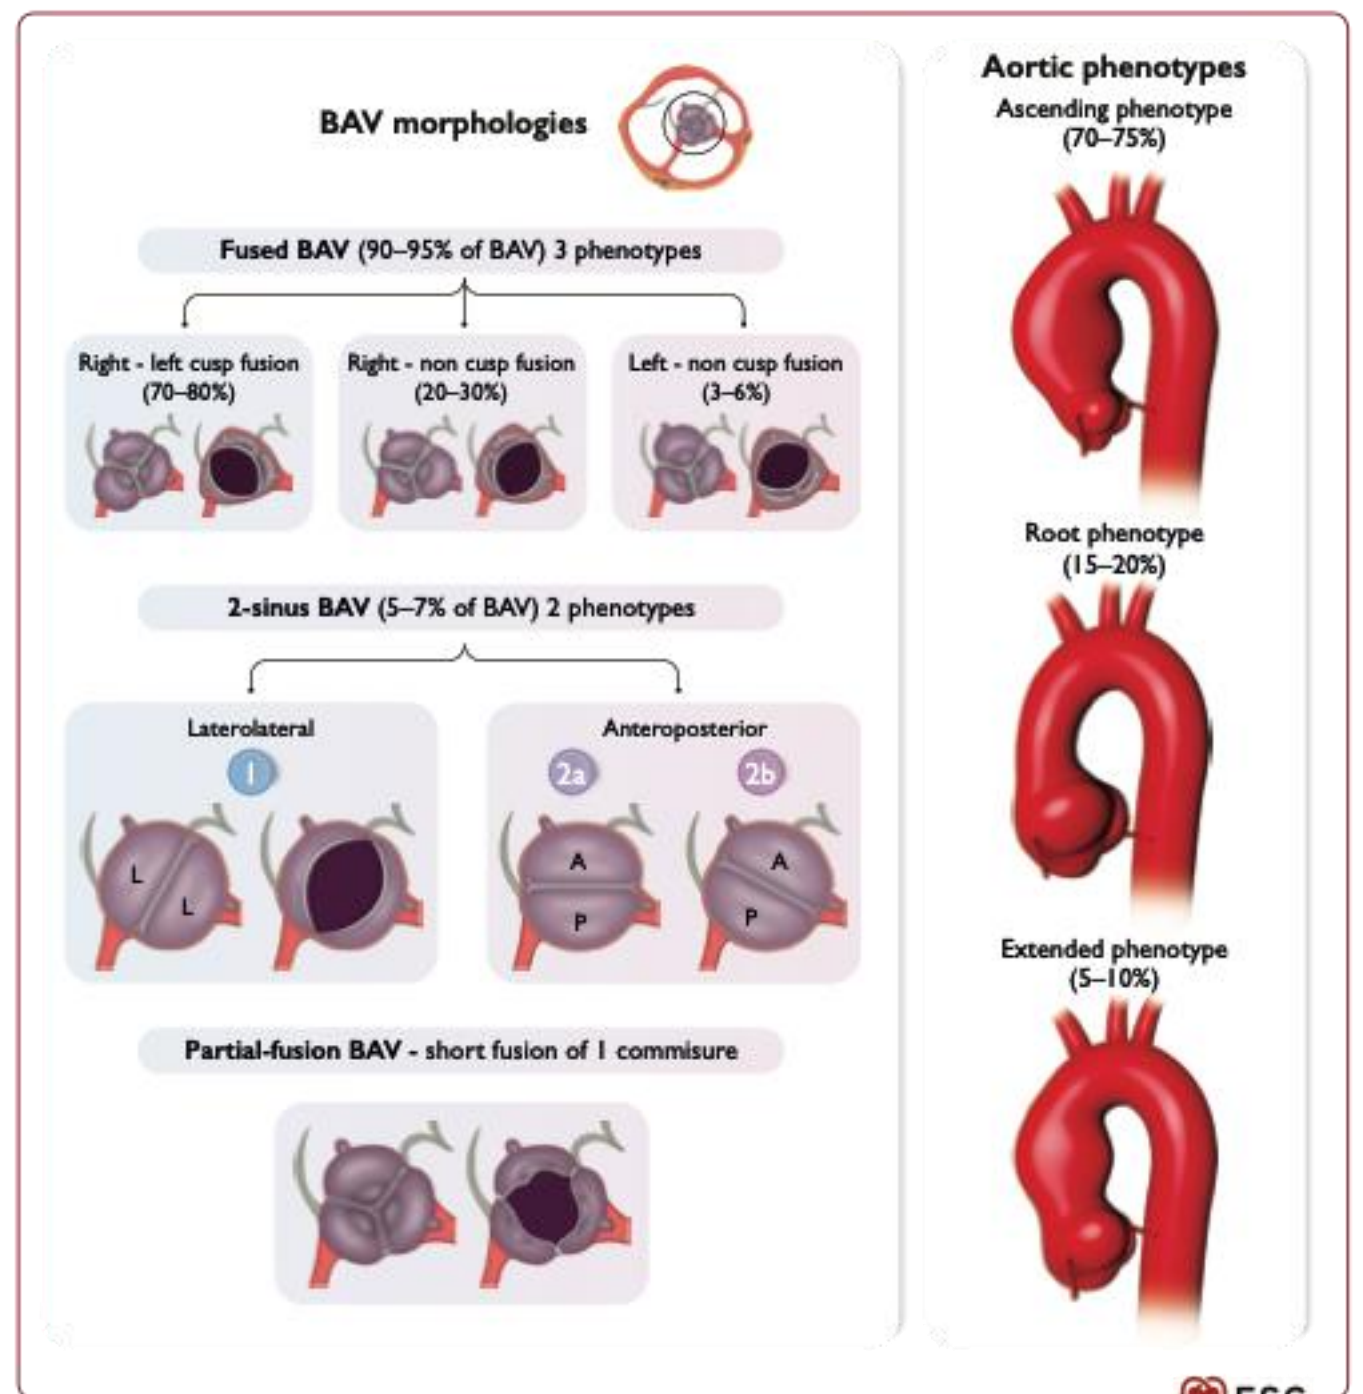 BAV morphologies
Fused BAV (90–95% of BAV) 3 phenotypes
Right - left cusp fusion
(70–80%)
Right - non cusp fusion
(20–30%)
Left - non cusp fusion
(3–6%)
2-sinus BAV (5–7% of BAV) 2 phenotypes
Laterolateral
1
L
L
Anteroposterior
2a
2b
A
P
A
P
Partial-fusion BAV - short fusion of 1 commisure
Aortic phenotypes
Ascending phenotype
(70–75%)
Root phenotype
(15–20%)
Extended phenotype
(5–10%)